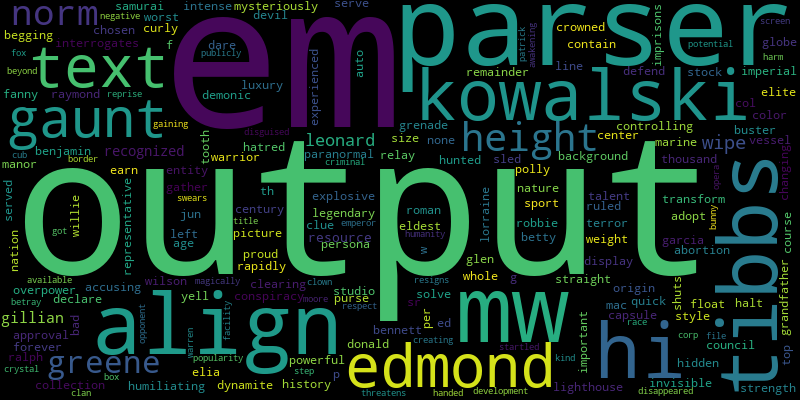 norm
samurai
negative
worst
intense
mysteriously
serve
devil
begging
chosen
curly
interrogates
f
dare
publicly
auto
experienced
em
parser
imprisons
patrick
awakening
crowned
contain
globe
screen
potential
harm
line
defend
stock
imperial
remainder
elite
fox
text
beyond
fanny
raymond
reprise
luxury
demonic
kowalski
col
color
gaunt
gaining
disguised
tooth
hatred
grenade
size
controlling
marine
vessel
buster
center
none
height
wipe
changing
cub
border
benjamin
recognized
warrior
leonard
paranormal
relay
hunted
sled
background
thousand
opera
manor
earn
entity
criminal
polly
nature
talent
transform
served
willie
swears
gather
th
explosive
legendary
roman
lorraine
sport
ruled
adopt
bunny
tibbs
representative
jun
century
title
clue
eldest
robbie
terror
garcia
nation
got
left
age
picture
emperor
resource
humanity
w
betty
weight
abortion
output
proud
persona
glen
display
available
accusing
wilson
magically
clearing
studio
resigns
whole
g
straight
origin
course
grandfather
overpower
betray
declare
yell
conspiracy
moore
clown
purse
sr
solve
mac
quick
shuts
float
halt
capsule
style
gillian
bad
align
opponent
facility
respect
per
mw
important
hi
race
corp
file
council
approval
forever
warren
popularity
bennett
ed
creating
startled
top
ralph
greene
elia
powerful
donald
edmond
kind
hidden
crystal
box
step
p
lighthouse
invisible
collection
humiliating
dynamite
history
disappeared
strength
clan
threatens
handed
development